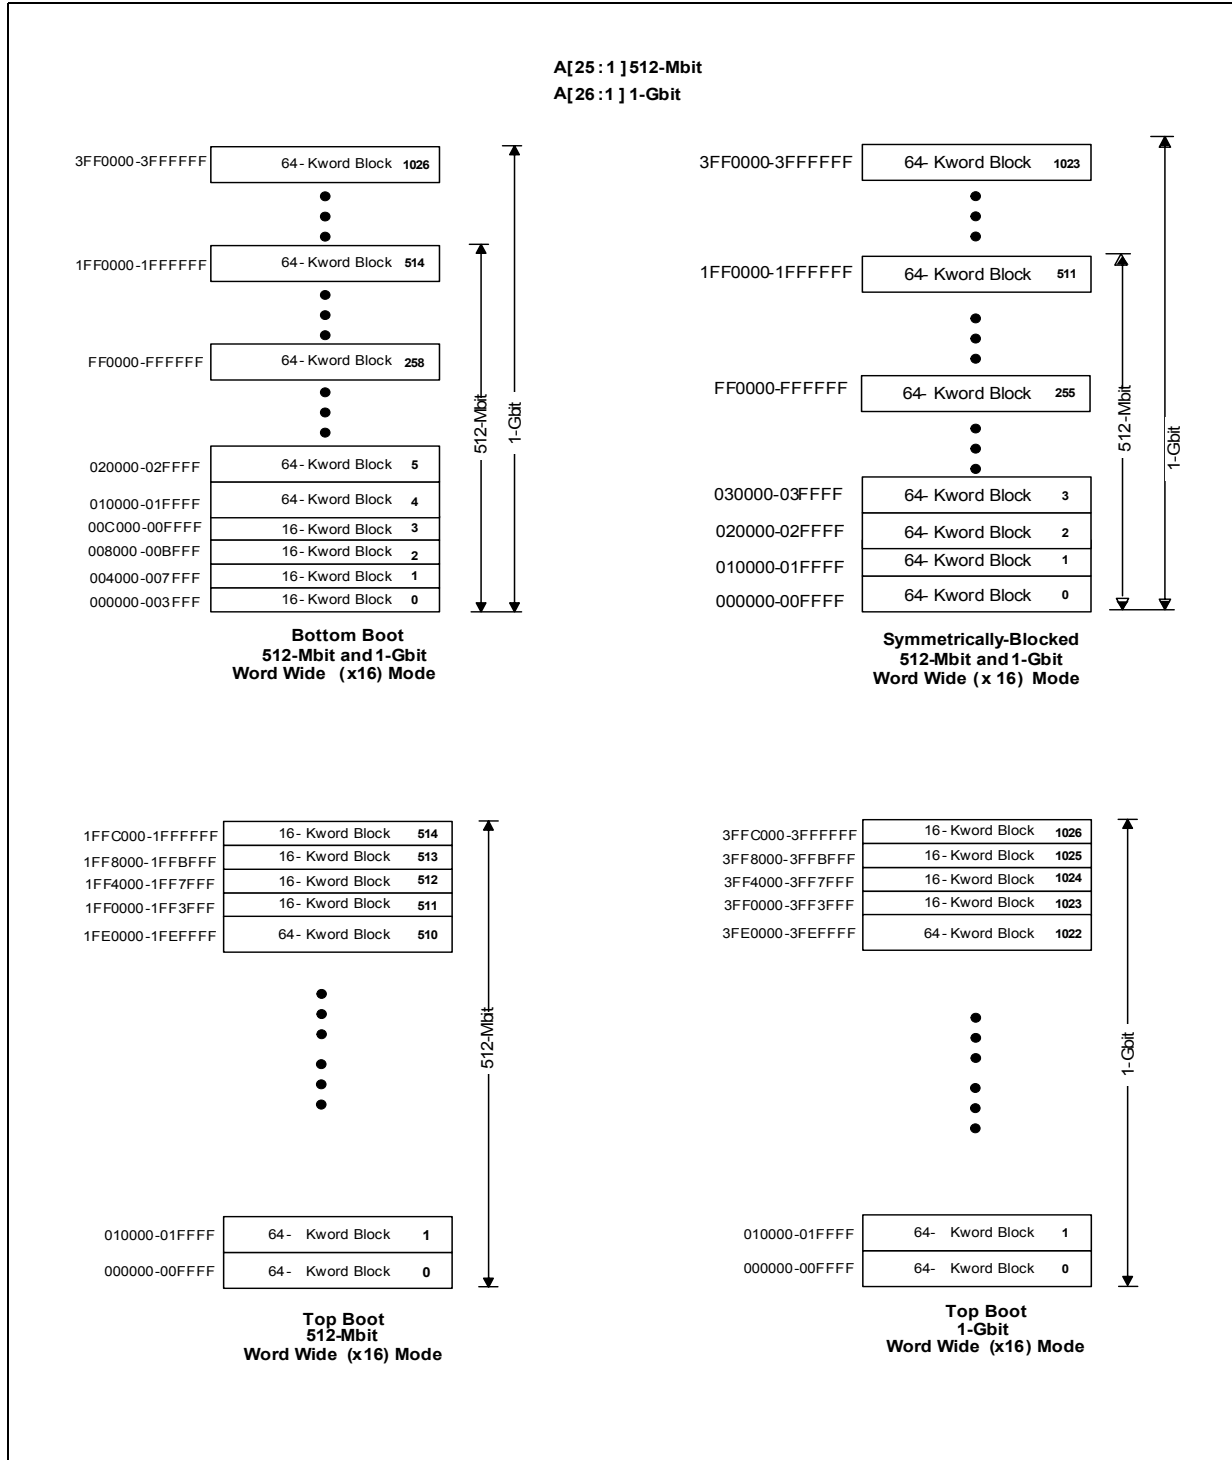 A[25:1]512-Mbit
A[26:1] 1-Gbit
3FF0000-3FFFFFF 64-Kword Block 1026
1FF0000-1FFFFFF 64-Kword Block 514
FF0000-FFFFFF 64-Kword Block 258
020000-02FFFF 64-Kword Block 5
010000-01FFFF 64-Kword Block 4
00C000-00FFFF 16-Kword Block 3
008000-00BFFF 16-Kword Block 2
004000-007FFF 16-Kword Block 1
000000-003FFF 16-Kword Block 0
512-Mbit
1-Gbit
Bottom Boot
512-Mbit and 1-Gbit
Word Wide (x16) Mode
3FF0000-3FFFFFF 64-Kword Block 1023
1FF0000-1FFFFFF 64-Kword Block 511
FF0000-FFFFFF 64-Kword Block 255
030000-03FFFF 64-Kword Block 3
020000-02FFFF 64-Kword Block 2
010000-01FFFF 64-Kword Block 1
000000-00FFFF 64-Kword Block 0
512-Mbit
1-Gbit
Symmetrically-Blocked
512-Mbit and 1-Gbit
Word Wide (x 16) Mode
1FFC000-1FFFFFF 16-Kword Block 514
1FF8000-1FFBFFF 16-Kword Block 513
1FF4000-1FF7FFF 16-Kword Block 512
1FF0000-1FF3FFF 16-Kword Block 511
1FE0000-1FEFFFF 64-Kword Block 510
010000-01FFFF 64- Kword Block 1
000000-00FFFF 64- Kword Block 0
512-Mbit
Top Boot
512-Mbit
Word Wide (x16) Mode
3FFC000-3FFFFFF 16-Kword Block 1026
3FF8000-3FFBFFF 16-Kword Block 1025
3FF4000-3FF7FFF 16-Kword Block 1024
3FF0000-3FF3FFF 16-Kword Block 1023
3FE0000-3FEFFFF 64-Kword Block 1022
010000-01FFFF 64- Kword Block 1
000000-00FFFF 64- Kword Block 0
1-Gbit
Top Boot
1-Gbit
Word Wide (x16) Mode